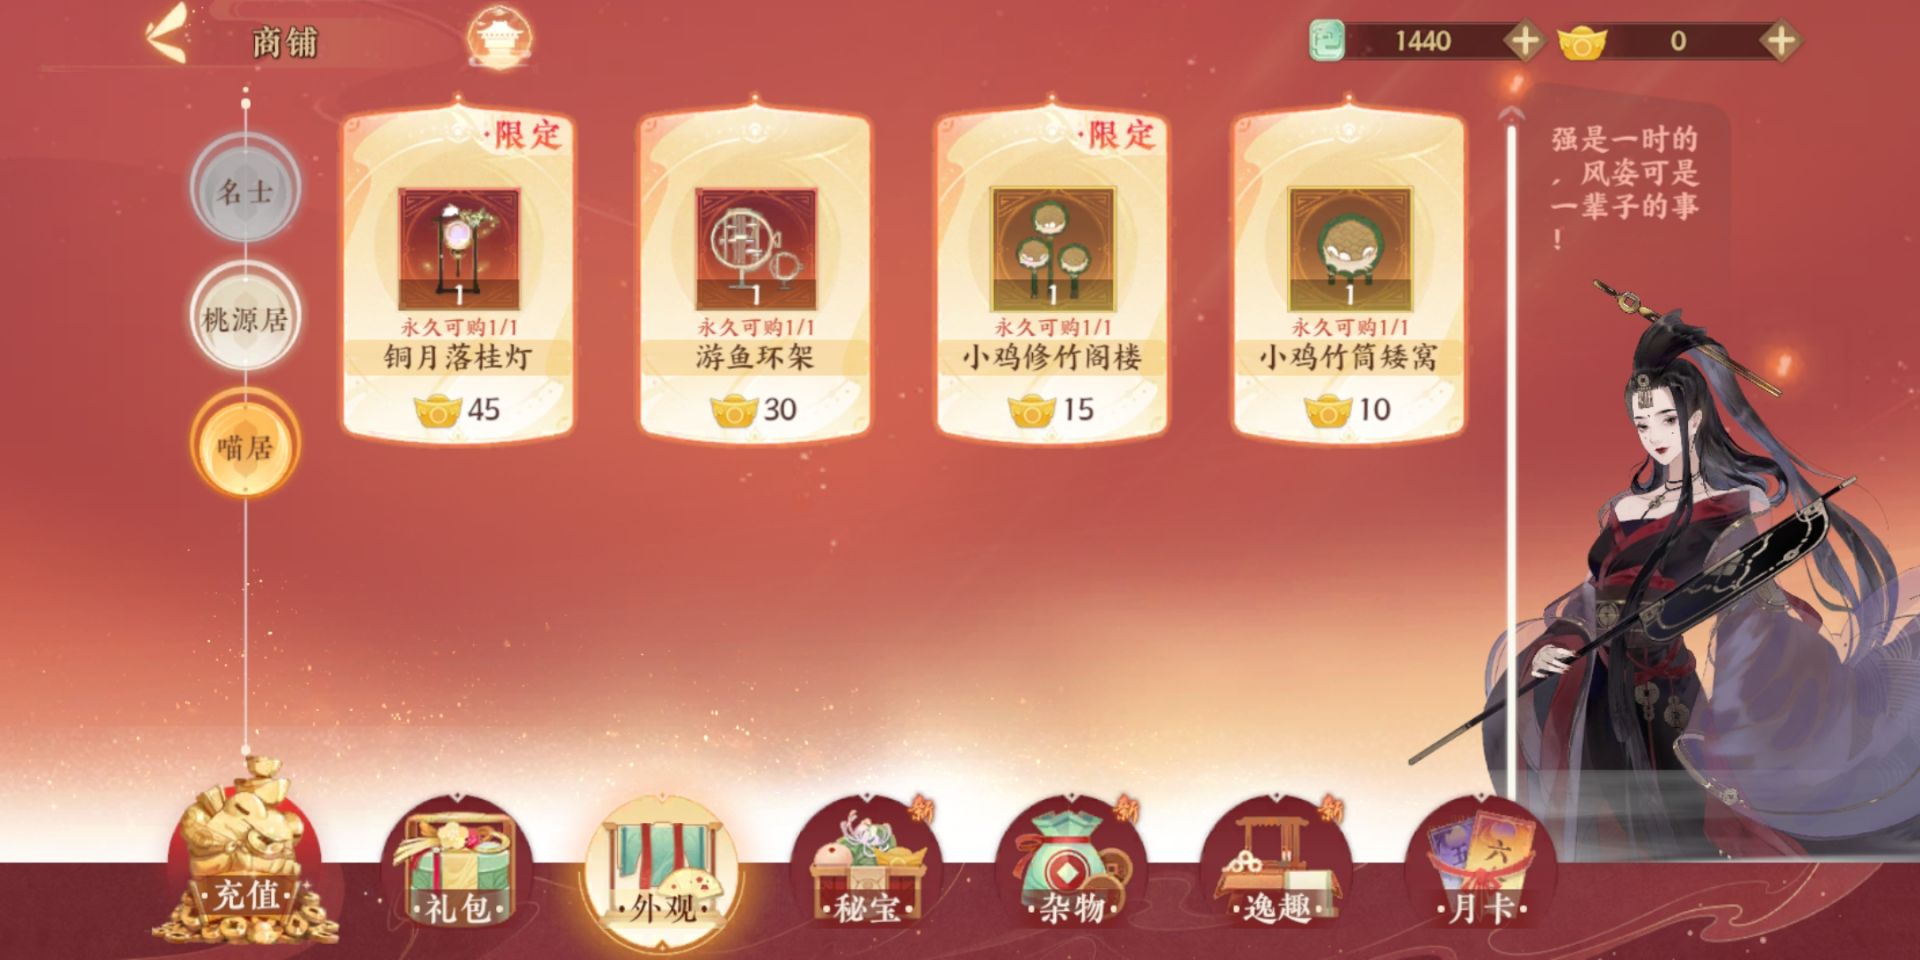 商铺
1440
0
名士
桃源居
喵居
·限定
1
永久可购1/1
铜月落桂灯
45
1
永久可购1/1
游鱼环架
30
·限定
1
永久可购1/1
小鸡修竹阁楼
15
1
永久可购1/1
小鸡竹筒矮窝
10
强是一时的
，风姿可是
一辈子的事
！
·充值·
·礼包·
·外观·
新
·秘宝·
新
·杂物·
新
·逸趣·
五
六
·月卡·